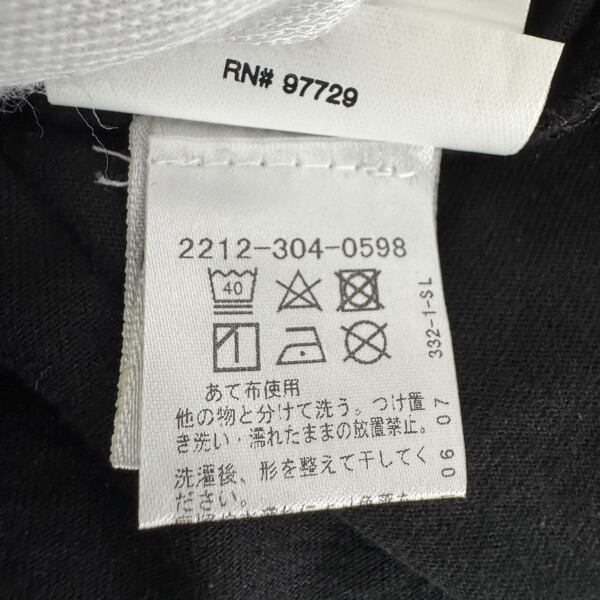 RN# 97729
2212-304-0598
40
あて布使用
他の物と分けて洗う。つけ置
き洗い・濡れたままの放置禁止。
洗濯後、形を整えて干してく
ださい。
332-1-SL
06 07